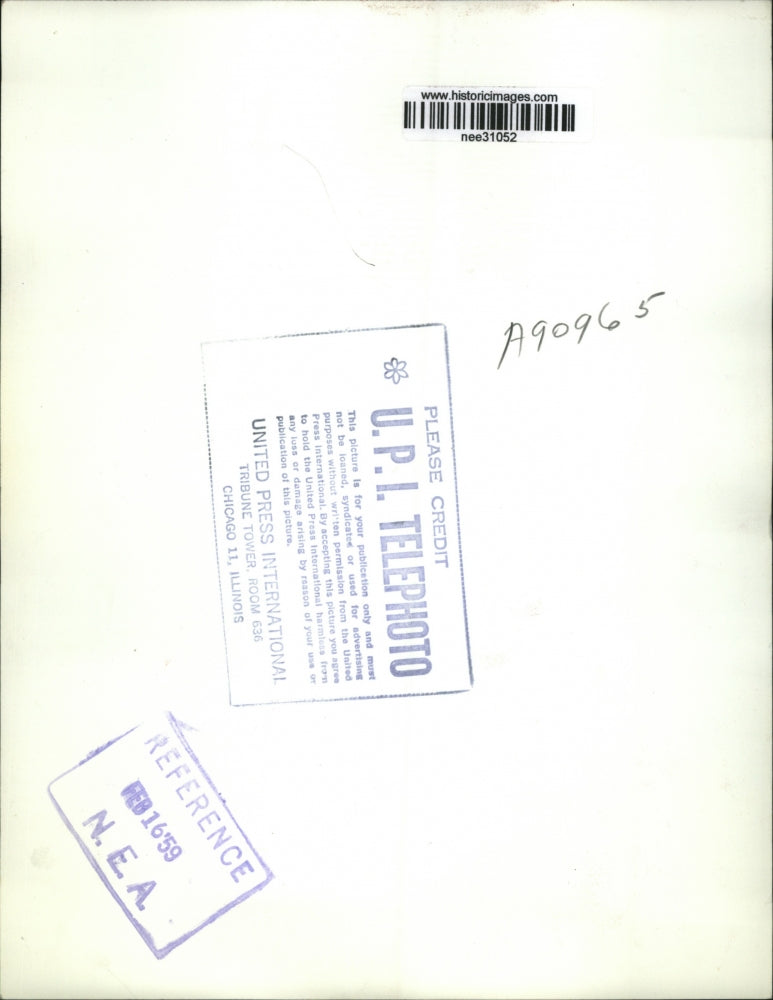 www.historicimages.com
nee31052
A90965
PLEASE CREDIT
U.P.I. TELEPHOTO
This picture is for your publication only and must
not be loaned, syndicated or used for advertising
purposes without written permission from the United
Press International. By accepting this picture you agree
to hold the United Press International harmless from
any loss or damage arising by reason of your use or
publication of this picture.
UNITED PRESS INTERNATIONAL
TRIBUNE TOWER, ROOM 636
CHICAGO 11, ILLINOIS
REFERENCE
FEB 16 '59
N.E.A.